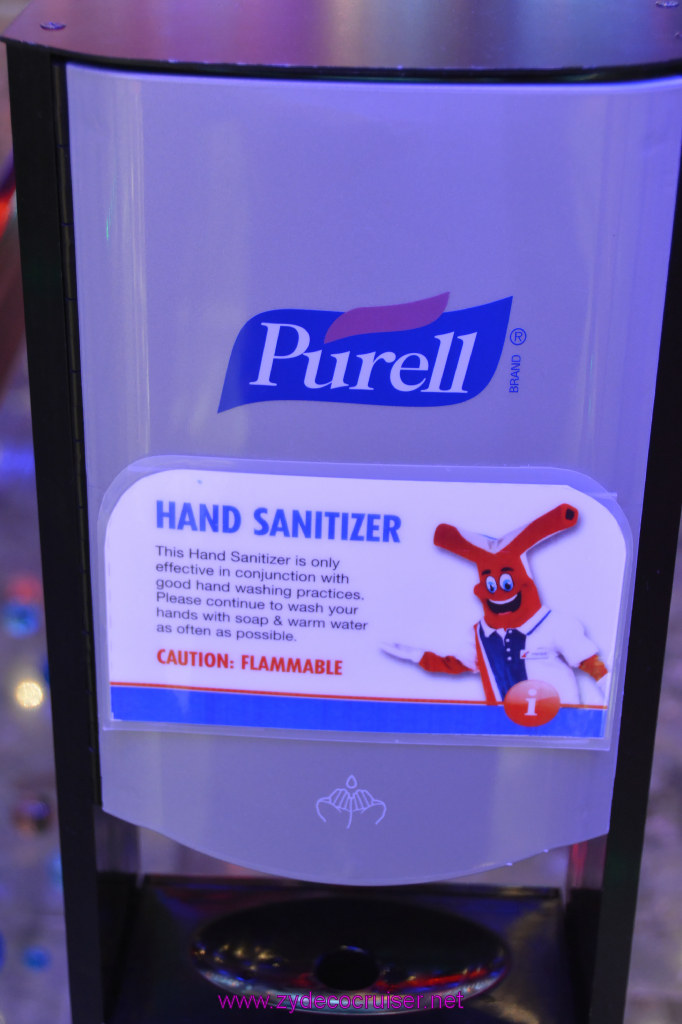 Purell
®
BRAND
HAND SANITIZER
This Hand Sanitizer is only
effective in conjunction with
good hand washing practices.
Please continue to wash your
hands with soap & warm water
as often as possible.
CAUTION: FLAMMABLE
i
www.zydecocruiser.net